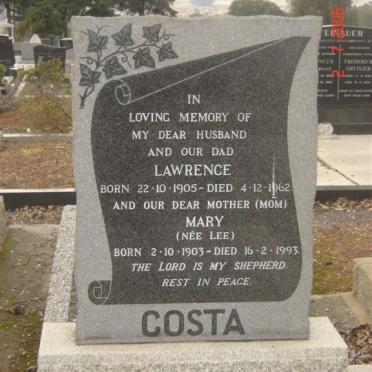 IN
LOVING MEMORY OF
MY DEAR HUSBAND
AND OUR DAD
LAWRENCE
BORN 22·10·1905 – DIED 4·12·1962.
AND OUR DEAR MOTHER (MOM)
MARY
(NÉE LEE)
BORN 2·10·1903 – DIED 16·2·1993.
THE LORD IS MY SHEPHERD.
REST IN PEACE.
COSTA
FREDERICK